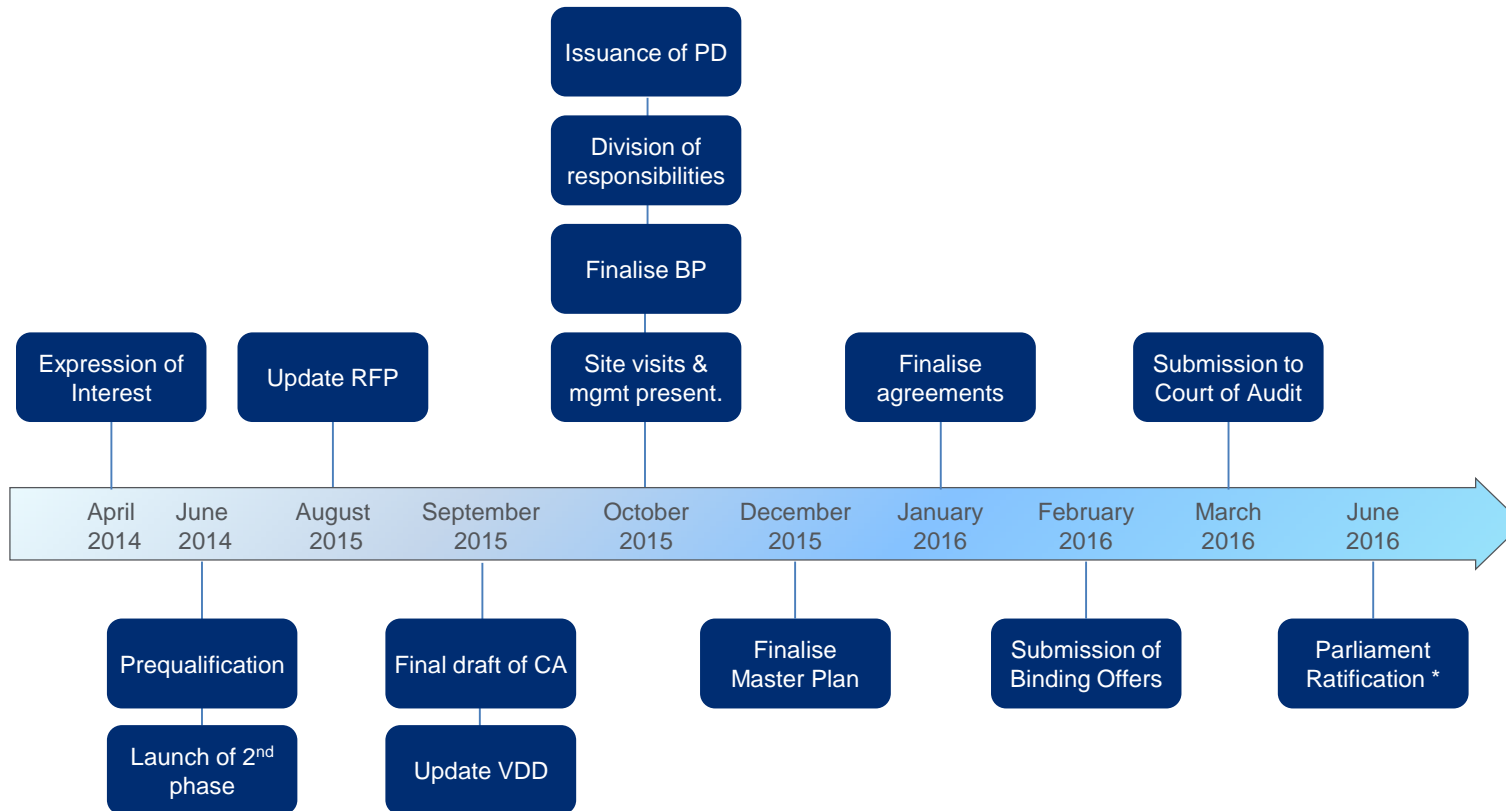 Issuance of PD
Division of
responsibilities
Finalise BP
Expression of
Interest
Update RFP
Site visits &
mgmt present.
Finalise
agreements
Submission to
Court of Audit
April
2014
June
2014
August
2015
September
2015
October
2015
December
2015
January
2016
February
2016
March
2016
June
2016
Prequalification
Launch of 2nd
phase
Final draft of CA
Update VDD
Finalise
Master Plan
Submission of
Binding Offers
Parliament
Ratification *